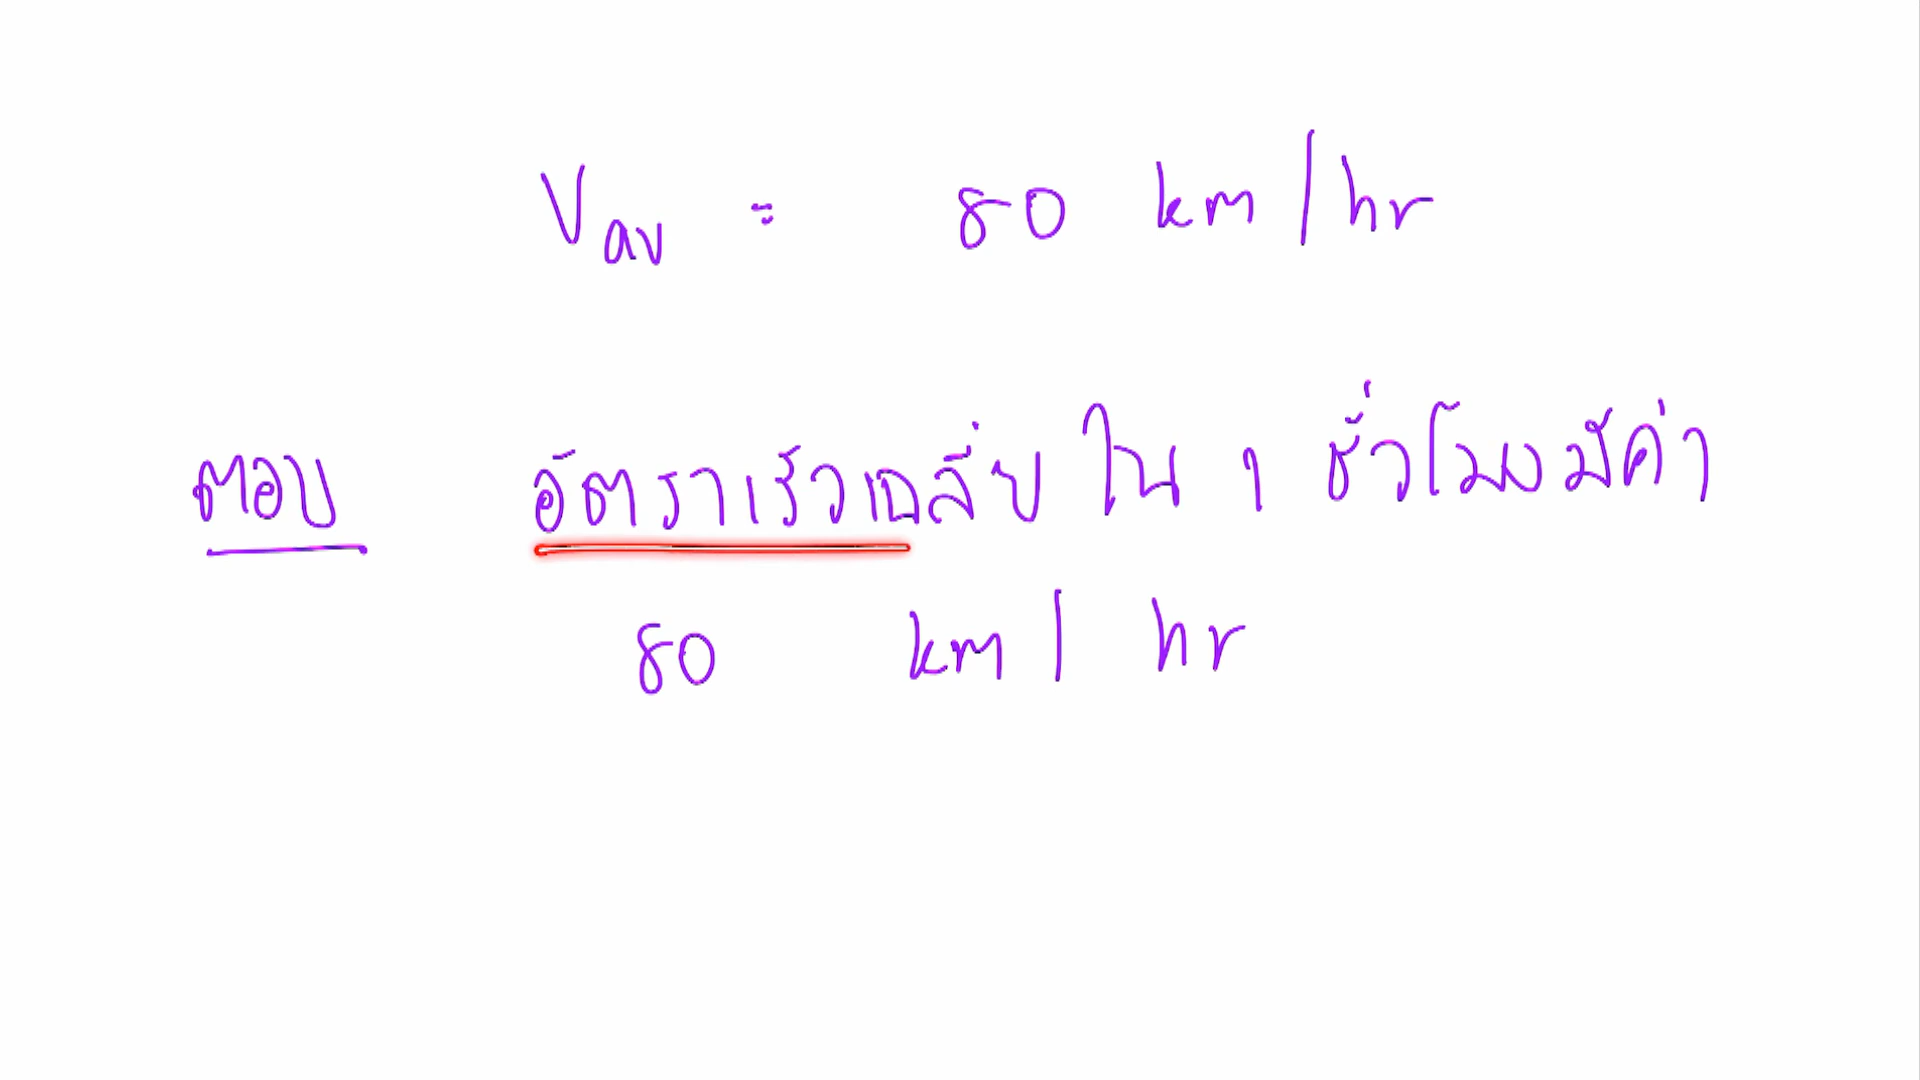 Vav = 80 km/hr
ตอบ อัตราเร็วเฉลี่ย ใน 1 ชั่วโมงมีค่า
80 km/hr